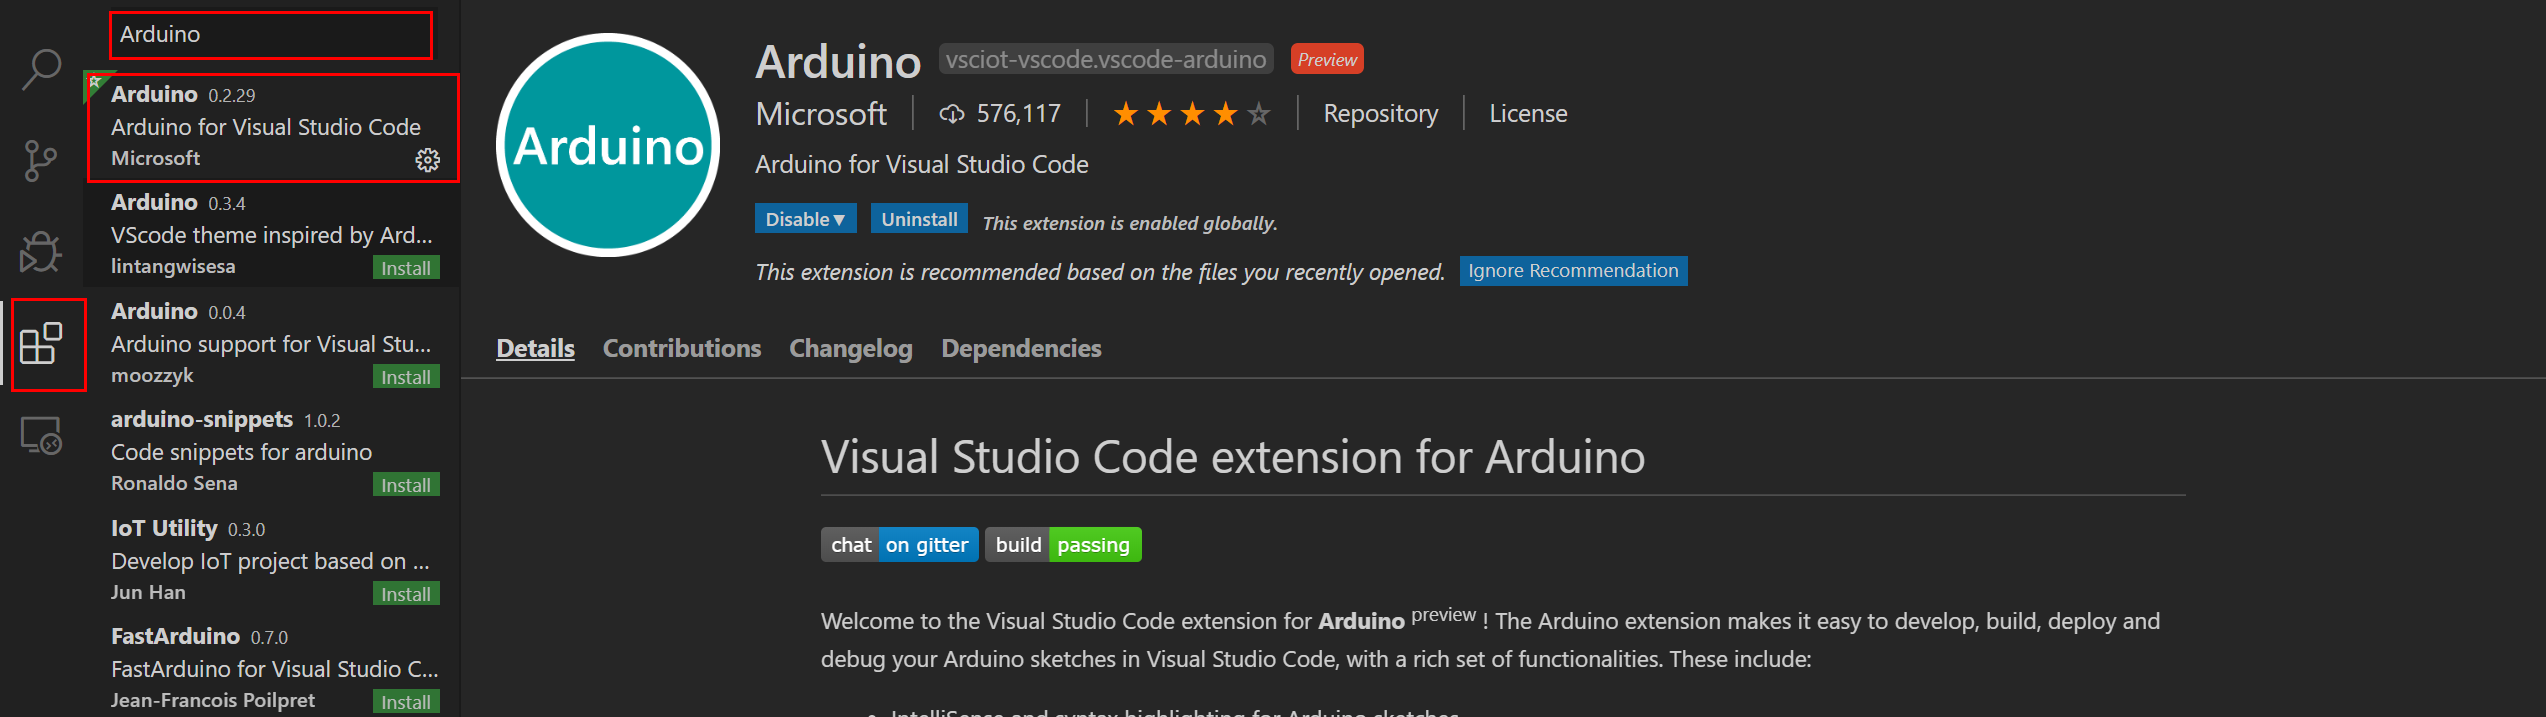 Arduino
Arduino 0.2.29
Arduino for Visual Studio Code
Microsoft
Arduino 0.3.4
VScode theme inspired by Ard...
lintangwisesa Install
Arduino 0.0.4
Arduino support for Visual Stu...
moozzyk Install
arduino-snippets 1.0.2
Code snippets for arduino
Ronaldo Sena Install
IoT Utility 0.3.0
Develop IoT project based on ...
Jun Han Install
FastArduino 0.7.0
FastArduino for Visual Studio C...
Jean-Francois Poilpret Install
Arduino
Arduino vsciot-vscode.vscode-arduino Preview
Microsoft 576,117 Repository License
Arduino for Visual Studio Code
Disable▼ Uninstall This extension is enabled globally.
This extension is recommended based on the files you recently opened. Ignore Recommendation
Details Contributions Changelog Dependencies
Visual Studio Code extension for Arduino
chat on gitter build passing
Welcome to the Visual Studio Code extension for Arduino preview ! The Arduino extension makes it easy to develop, build, deploy and
debug your Arduino sketches in Visual Studio Code, with a rich set of functionalities. These include:
• IntelliSense and syntax highlighting for Arduino sketches